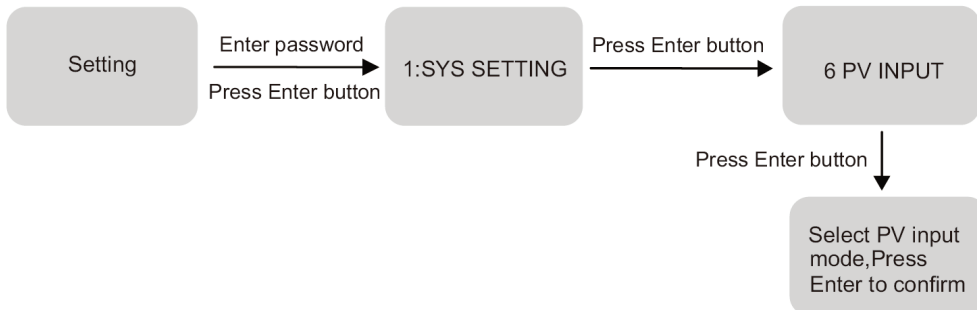 Setting
Enter password
Press Enter button
1:SYS SETTING
Press Enter button
6 PV INPUT
Press Enter button
Select PV input
mode,Press
Enter to confirm